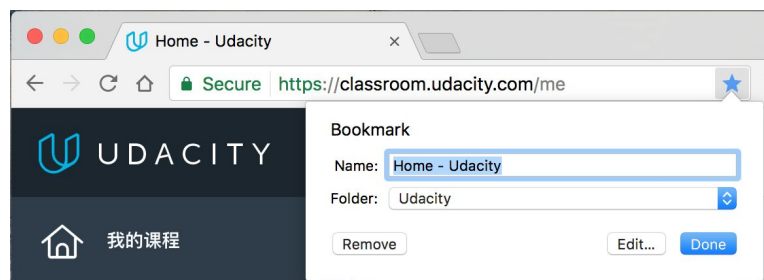 Home - Udacity
Secure https://classroom.udacity.com/me
UDACITY
我的课程
Bookmark
Name: Home - Udacity
Folder: Udacity
Remove Edit... Done